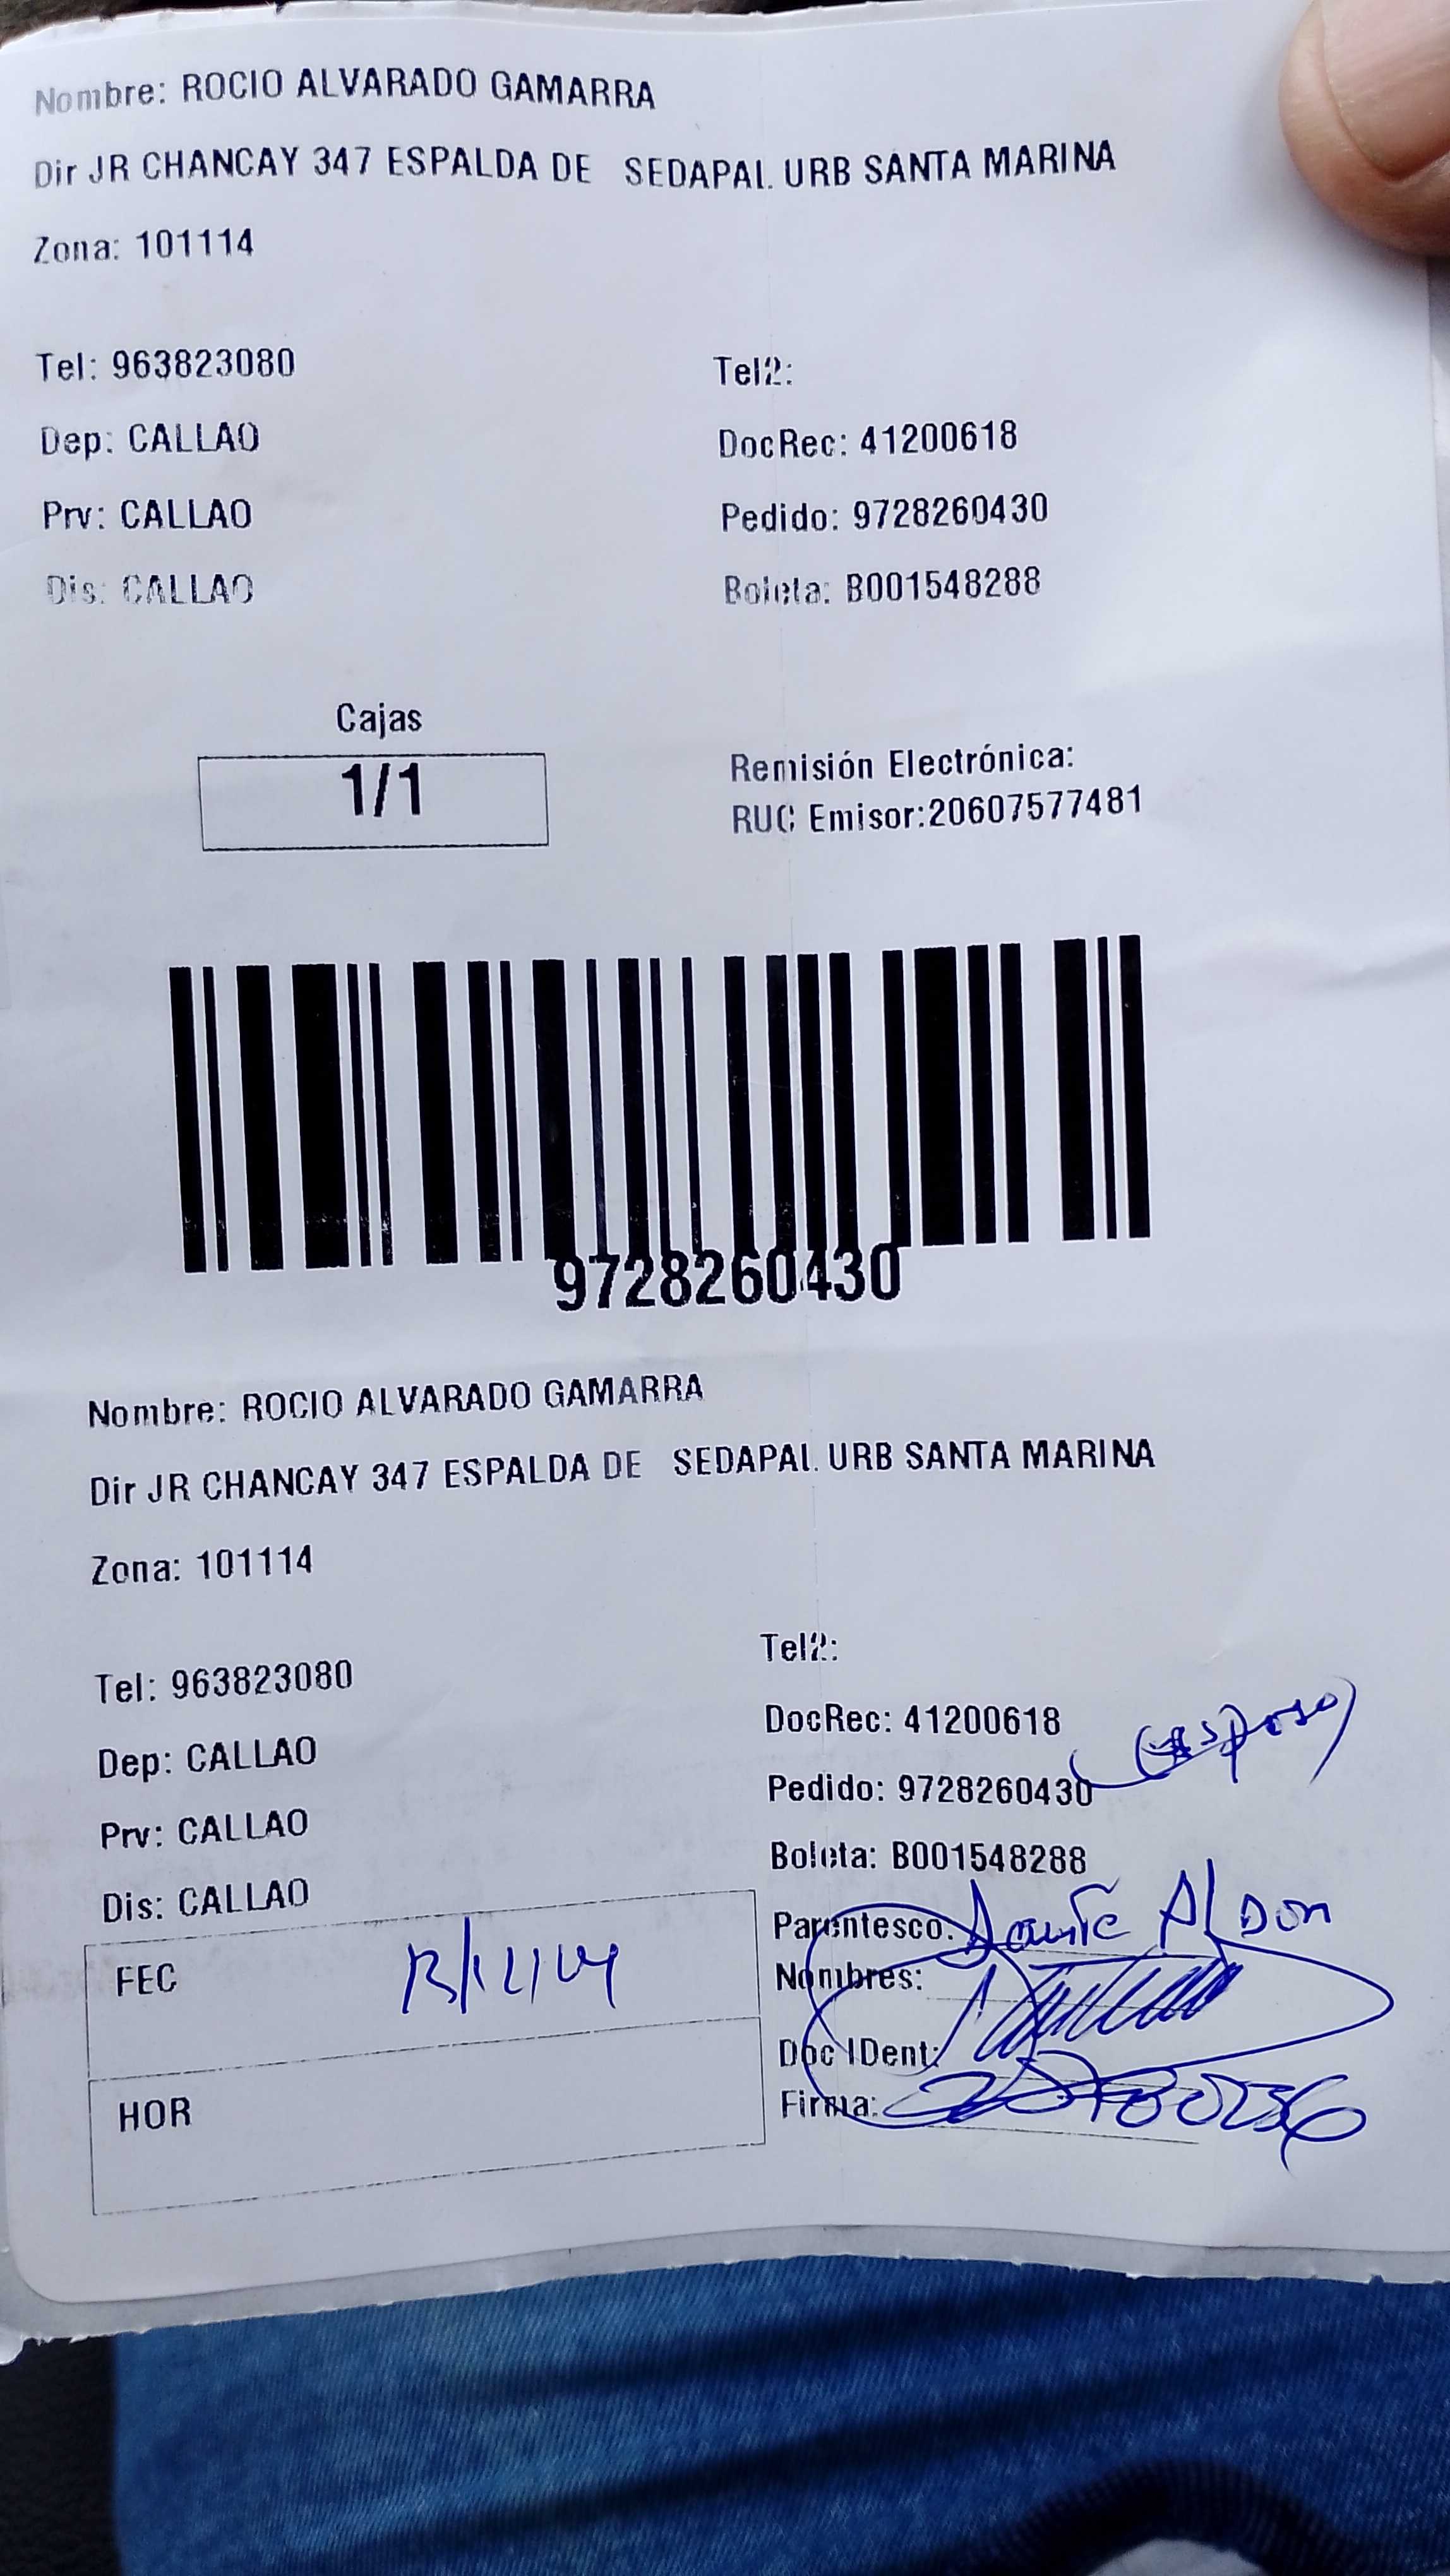 Nombre: ROCIO ALVARADO GAMARRA
Dir JR CHANCAY 347 ESPALDA DE SEDAPAL URB SANTA MARINA
Zona: 101114
Tel: 963823080 Tel2:
Dep: CALLAO DocRec: 41200618
Prv: CALLAO Pedido: 9728260430
Dis: CALLAO Boleta: B001548288
Cajas
1/1
Remisión Electrónica:
RUC Emisor:20607577481
9728260430
Nombre: ROCIO ALVARADO GAMARRA
Dir JR CHANCAY 347 ESPALDA DE SEDAPAL URB SANTA MARINA
Zona: 101114
Tel: 963823080 Tel2:
Dep: CALLAO DocRec: 41200618 (esposo)
Prv: CALLAO Pedido: 9728260430
Dis: CALLAO Boleta: B001548288
Parentesco.
FEC
Nombres:
Doc IDent:
HOR
Firma: